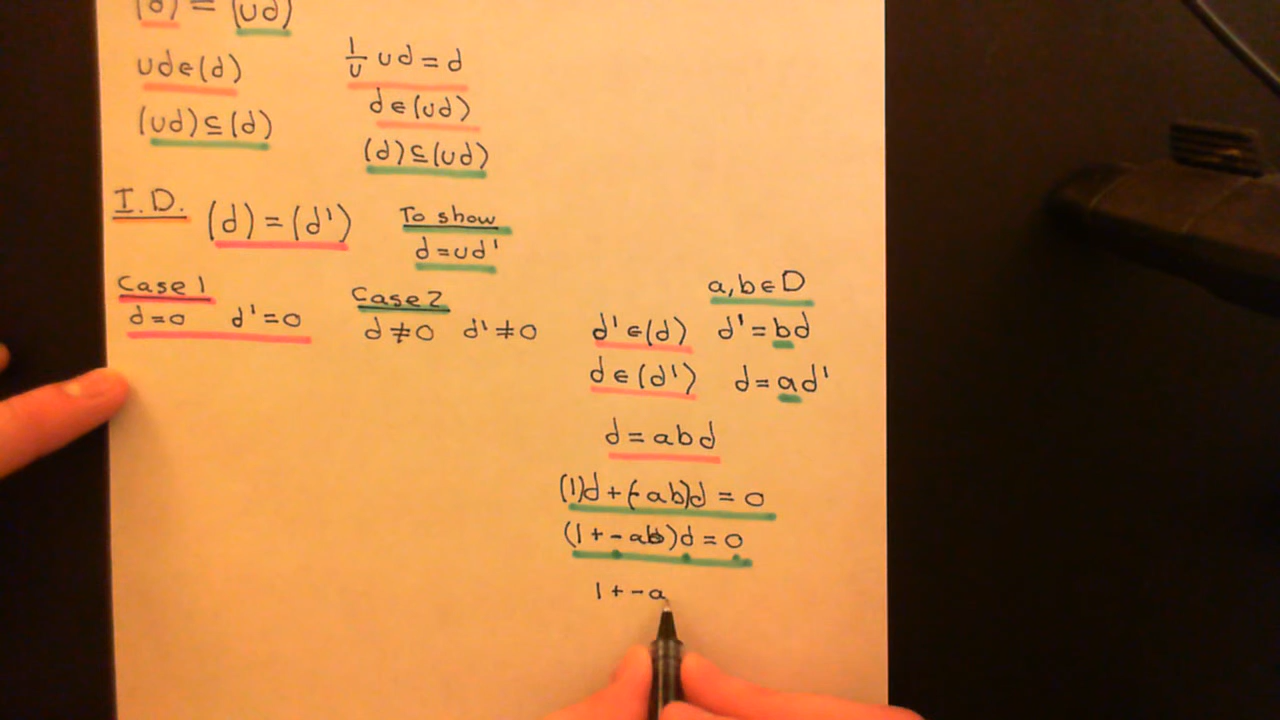 (d) = (ud)
ud∈(d)
(ud)⊆(d)
1/u ud = d
d∈(ud)
(d)⊆(ud)
I.D. (d)=(d')
To show
d=ud'
Case 1
d=0 d'=0
Case 2
d≠0 d'≠0
a,b∈D
d'∈(d) d'=bd
d∈(d') d=ad'
d=abd
(1)d+(-ab)d = 0
(1+-ab)d = 0
1+-a